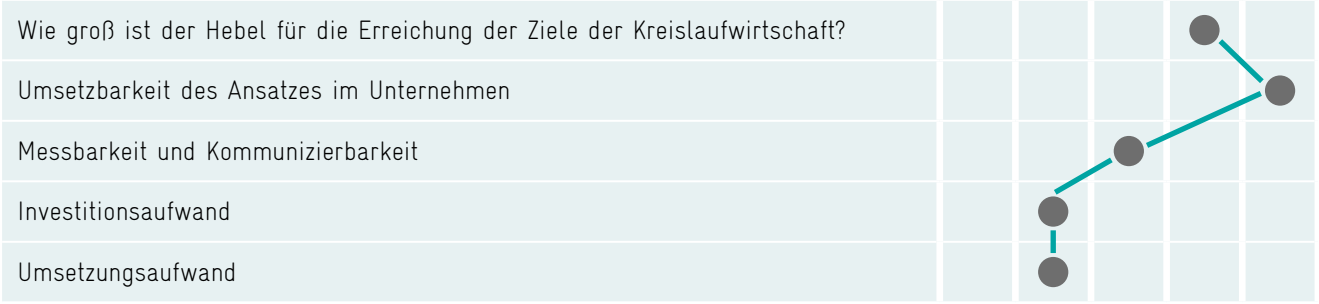 Wie groß ist der Hebel für die Erreichung der Ziele der Kreislaufwirtschaft?
Umsetzbarkeit des Ansatzes im Unternehmen
Messbarkeit und Kommunizierbarkeit
Investitionsaufwand
Umsetzungsaufwand